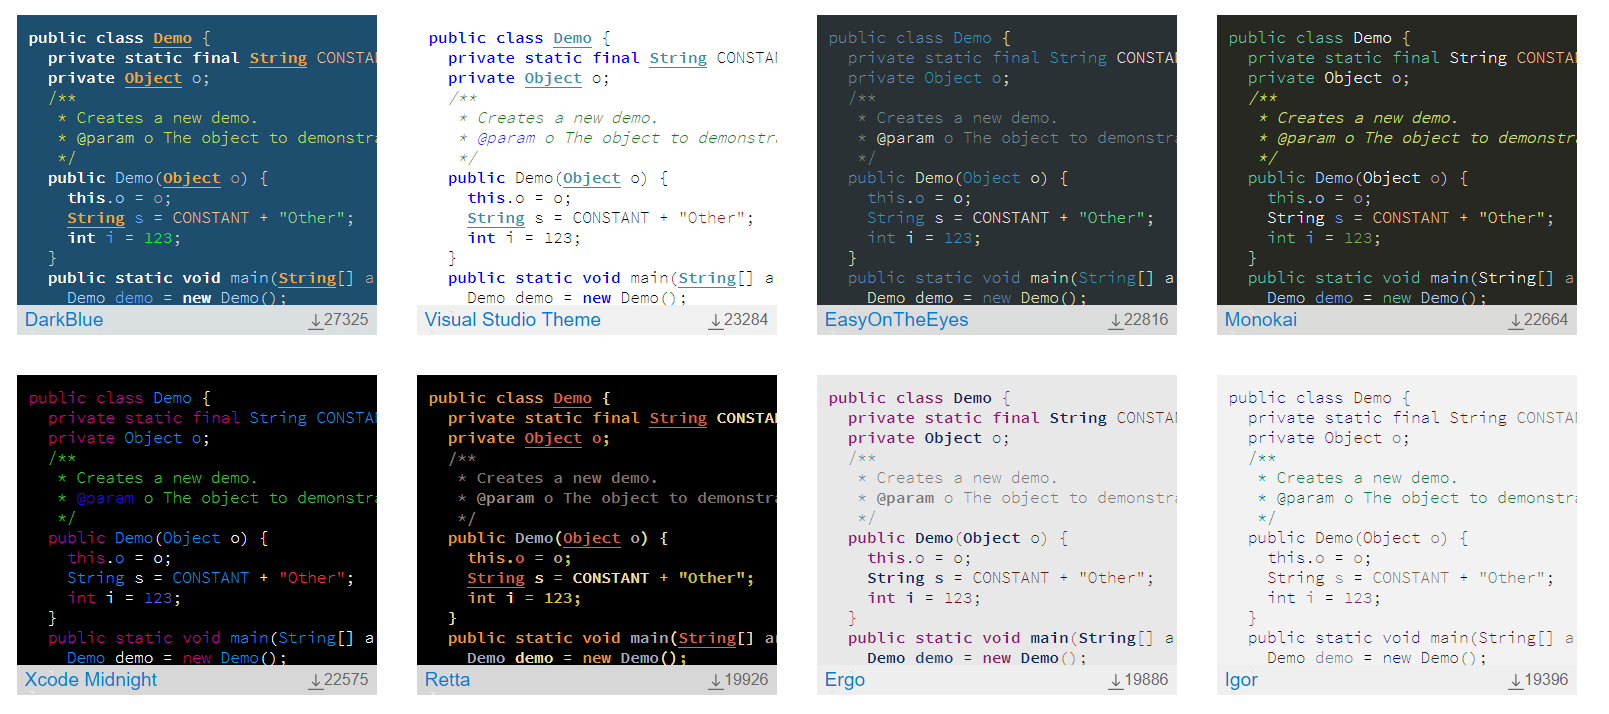 public class Demo {
private static final String CONSTAN
private Object o;
/**
* Creates a new demo.
* @param o The object to demonstra
*/
public Demo(Object o) {
this.o = o;
String s = CONSTANT + "Other";
int i = 123;
}
public static void main(String[] a
Demo demo = new Demo();
DarkBlue
27325
public class Demo {
private static final String CONSTAN
private Object o;
/**
* Creates a new demo.
* @param o The object to demonstra
*/
public Demo(Object o) {
this.o = o;
String s = CONSTANT + "Other";
int i = 123;
}
public static void main(String[] a
Demo demo = new Demo();
Visual Studio Theme
23284
public class Demo {
private static final String CONSTAN
private Object o;
/**
* Creates a new demo.
* @param o The object to demonstra
*/
public Demo(Object o) {
this.o = o;
String s = CONSTANT + "Other";
int i = 123;
}
public static void main(String[] a
Demo demo = new Demo();
EasyOnTheEyes
22816
public class Demo {
private static final String CONSTAN
private Object o;
/**
* Creates a new demo.
* @param o The object to demonstra
*/
public Demo(Object o) {
this.o = o;
String s = CONSTANT + "Other";
int i = 123;
}
public static void main(String[] a
Demo demo = new Demo();
Monokai
22664
public class Demo {
private static final String CONSTAN
private Object o;
/**
* Creates a new demo.
* @param o The object to demonstra
*/
public Demo(Object o) {
this.o = o;
String s = CONSTANT + "Other";
int i = 123;
}
public static void main(String[] a
Demo demo = new Demo();
Xcode Midnight
22575
public class Demo {
private static final String CONSTAN
private Object o;
/**
* Creates a new demo.
* @param o The object to demonstra
*/
public Demo(Object o) {
this.o = o;
String s = CONSTANT + "Other";
int i = 123;
}
public static void main(String[] a
Demo demo = new Demo();
Retta
19926
public class Demo {
private static final String CONSTAN
private Object o;
/**
* Creates a new demo.
* @param o The object to demonstra
*/
public Demo(Object o) {
this.o = o;
String s = CONSTANT + "Other";
int i = 123;
}
public static void main(String[] a
Demo demo = new Demo();
Ergo
19886
public class Demo {
private static final String CONSTAN
private Object o;
/**
* Creates a new demo.
* @param o The object to demonstra
*/
public Demo(Object o) {
this.o = o;
String s = CONSTANT + "Other";
int i = 123;
}
public static void main(String[] a
Demo demo = new Demo();
Igor
19396